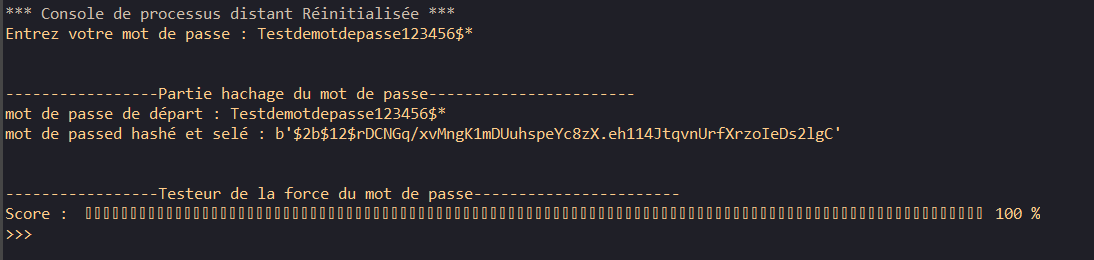 *** Console de processus distant Réinitialisée ***
Entrez votre mot de passe : Testdemotdepasse123456$*
-----------------Partie hachage du mot de passe-----------------------
mot de passe de départ : Testdemotdepasse123456$*
mot de passed hashé et selé : b'$2b$12$rDCNGq/xvMngK1mDUuhspeYc8zX.eh114JtqvnUrfXrzoIeDs2lgC'
-----------------Testeur de la force du mot de passe-----------------------
Score : 100 %
>>>